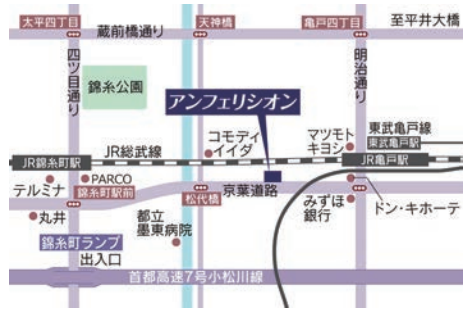 太平四丁目
天神橋
亀戸四丁目
至平井大橋
蔵前橋通り
四ツ目通り
明治通り
錦糸公園
アンフェリシオン
コモディ
イイダ
マツモト
キヨシ
東武亀戸線
東武亀戸駅
JR総武線
JR錦糸町駅
JR亀戸駅
テルミナ
PARCO
錦糸町駅前
丸井
松代橋
京葉道路
みずほ
銀行
ドン・キホーテ
都立
墨東病院
錦糸町ランプ
出入口
首都高速7号小松川線